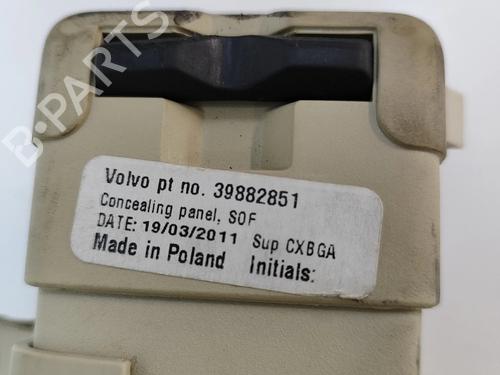 B-PARTS
Volvo pt no. 39882851
Concealing panel, SOF
DATE: 19/03/2011 Sup CXBGA
Made in Poland Initials: